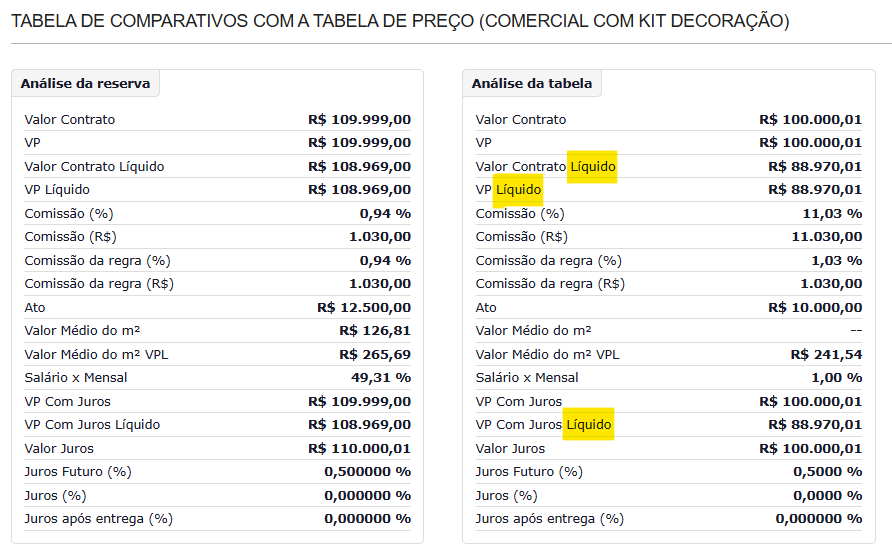 TABELA DE COMPARATIVOS COM A TABELA DE PREÇO (COMERCIAL COM KIT DECORAÇÃO)
Análise da reserva
Valor Contrato R$ 109.999,00
VP R$ 109.999,00
Valor Contrato Líquido R$ 108.969,00
VP Líquido R$ 108.969,00
Comissão (%) 0,94 %
Comissão (R$) 1.030,00
Comissão da regra (%) 0,94 %
Comissão da regra (R$) 1.030,00
Ato R$ 12.500,00
Valor Médio do m² R$ 126,81
Valor Médio do m² VPL R$ 265,69
Salário x Mensal 49,31 %
VP Com Juros R$ 109.999,00
VP Com Juros Líquido R$ 108.969,00
Valor Juros R$ 110.000,01
Juros Futuro (%) 0,500000 %
Juros (%) 0,000000 %
Juros após entrega (%) 0,000000 %
Análise da tabela
Valor Contrato R$ 100.000,01
VP R$ 100.000,01
Valor Contrato Líquido R$ 88.970,01
VP Líquido R$ 88.970,01
Comissão (%) 11,03 %
Comissão (R$) 11.030,00
Comissão da regra (%) 1,03 %
Comissão da regra (R$) 1.030,00
Ato R$ 10.000,00
Valor Médio do m² --
Valor Médio do m² VPL R$ 241,54
Salário x Mensal 1,00 %
VP Com Juros R$ 100.000,01
VP Com Juros Líquido R$ 88.970,01
Valor Juros R$ 100.000,01
Juros Futuro (%) 0,5000 %
Juros (%) 0,0000 %
Juros após entrega (%) 0,000000 %